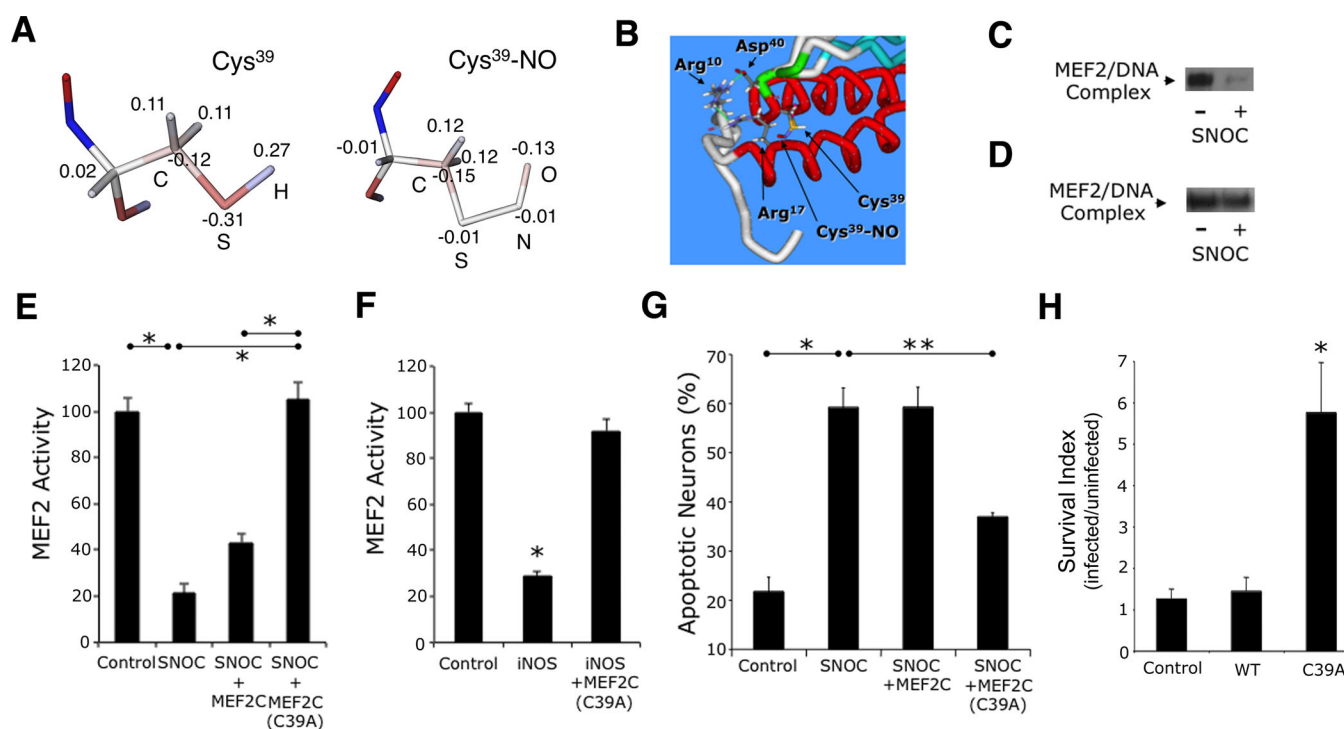 A
Cys³⁹
Cys³⁹-NO
0.11
0.11
0.02
-0.12
C
0.27
H
-0.31
S
0.12
-0.01
0.12
-0.15
C
-0.13
O
-0.01
N
-0.01
S
B
Asp⁴⁰
Arg¹⁰
Cys³⁹
Arg¹⁷
Cys³⁹-NO
C
MEF2/DNA
Complex
- +
SNOC
D
MEF2/DNA
Complex
- +
SNOC
E
*
*
*
MEF2 Activity
120
100
80
60
40
20
0
Control
SNOC
SNOC
+
MEF2C
SNOC
+
MEF2C
(C39A)
F
MEF2 Activity
120
100
80
60
40
20
0
*
Control
iNOS
iNOS
+MEF2C
(C39A)
G
*
**
Apoptotic Neurons (%)
70
60
50
40
30
20
10
Control
SNOC
SNOC
+MEF2C
SNOC
+MEF2C
(C39A)
H
*
Survival Index
(infected/uninfected)
7
6
5
4
3
2
1
0
Control
WT
C39A